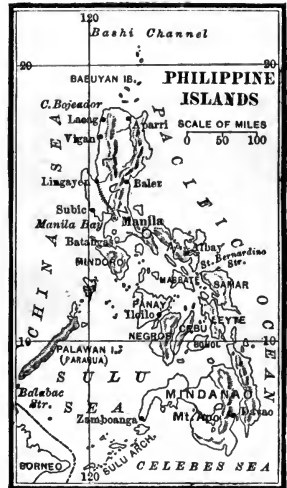 120
Bashi Channel
20
20
BABUYAN IS.
PHILIPPINE
ISLANDS
C. Bojeador
Laoag
Aparri
SCALE OF MILES
0 50 100
Vigan
PACIFIC OCEAN
CHINA SEA
Lingayen
Baler
Subic
Manila
Manila Bay
Batangas
Albay
St. Bernardino
Str.
MINDORO
MASBATE
SAMAR
PANAY
Iloilo
LEYTE
CEBU
NEGROS
BOHOL
10
10
PALAWAN I.
(PARAGUA)
SULU
SEA
Balabac
Str.
MINDANAO
Mt. Apo
Davao
Zamboanga
SULU ARCH.
BORNEO
120
CELEBES SEA